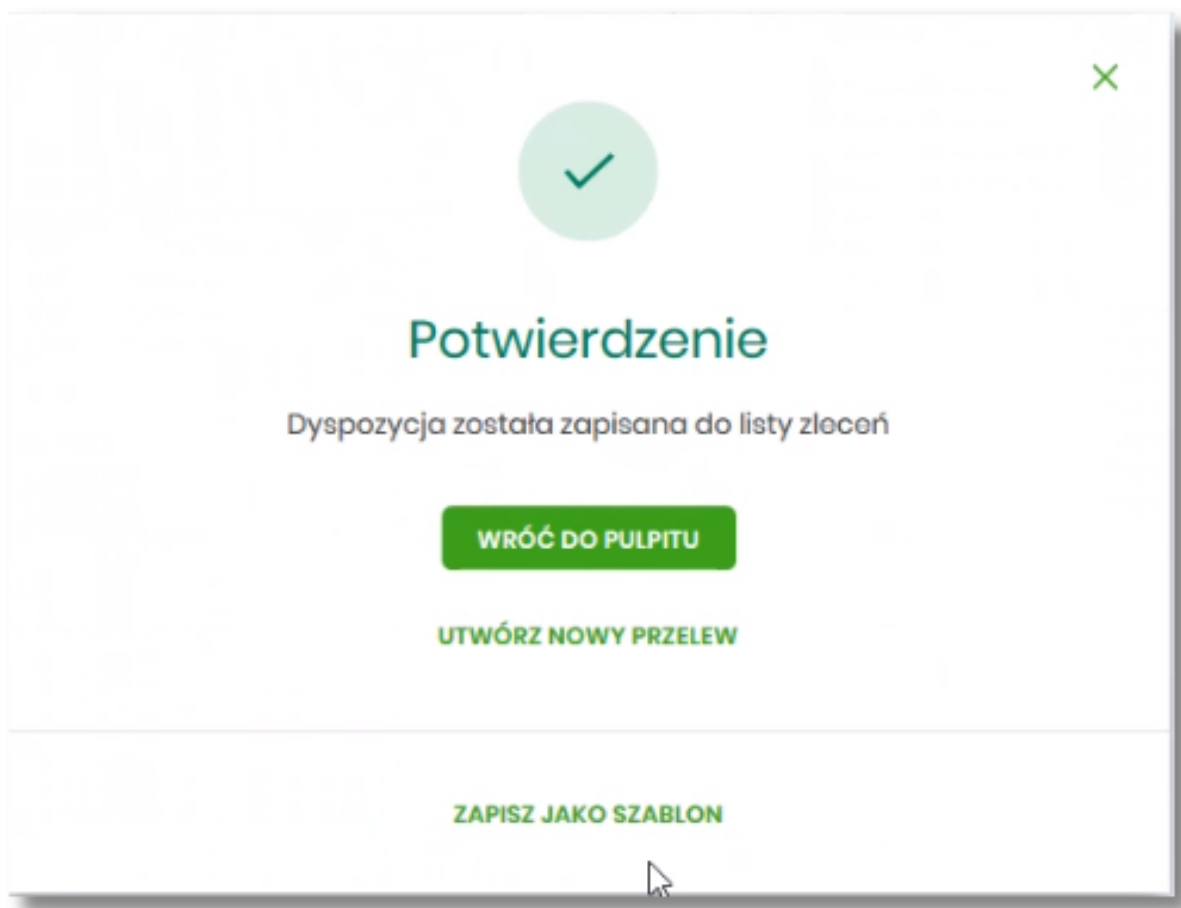 Potwierdzenie
Dyspozycja została zapisana do listy zleceń
WRÓĆ DO PULPITU
UTWÓRZ NOWY PRZELEW
ZAPISZ JAKO SZABLON